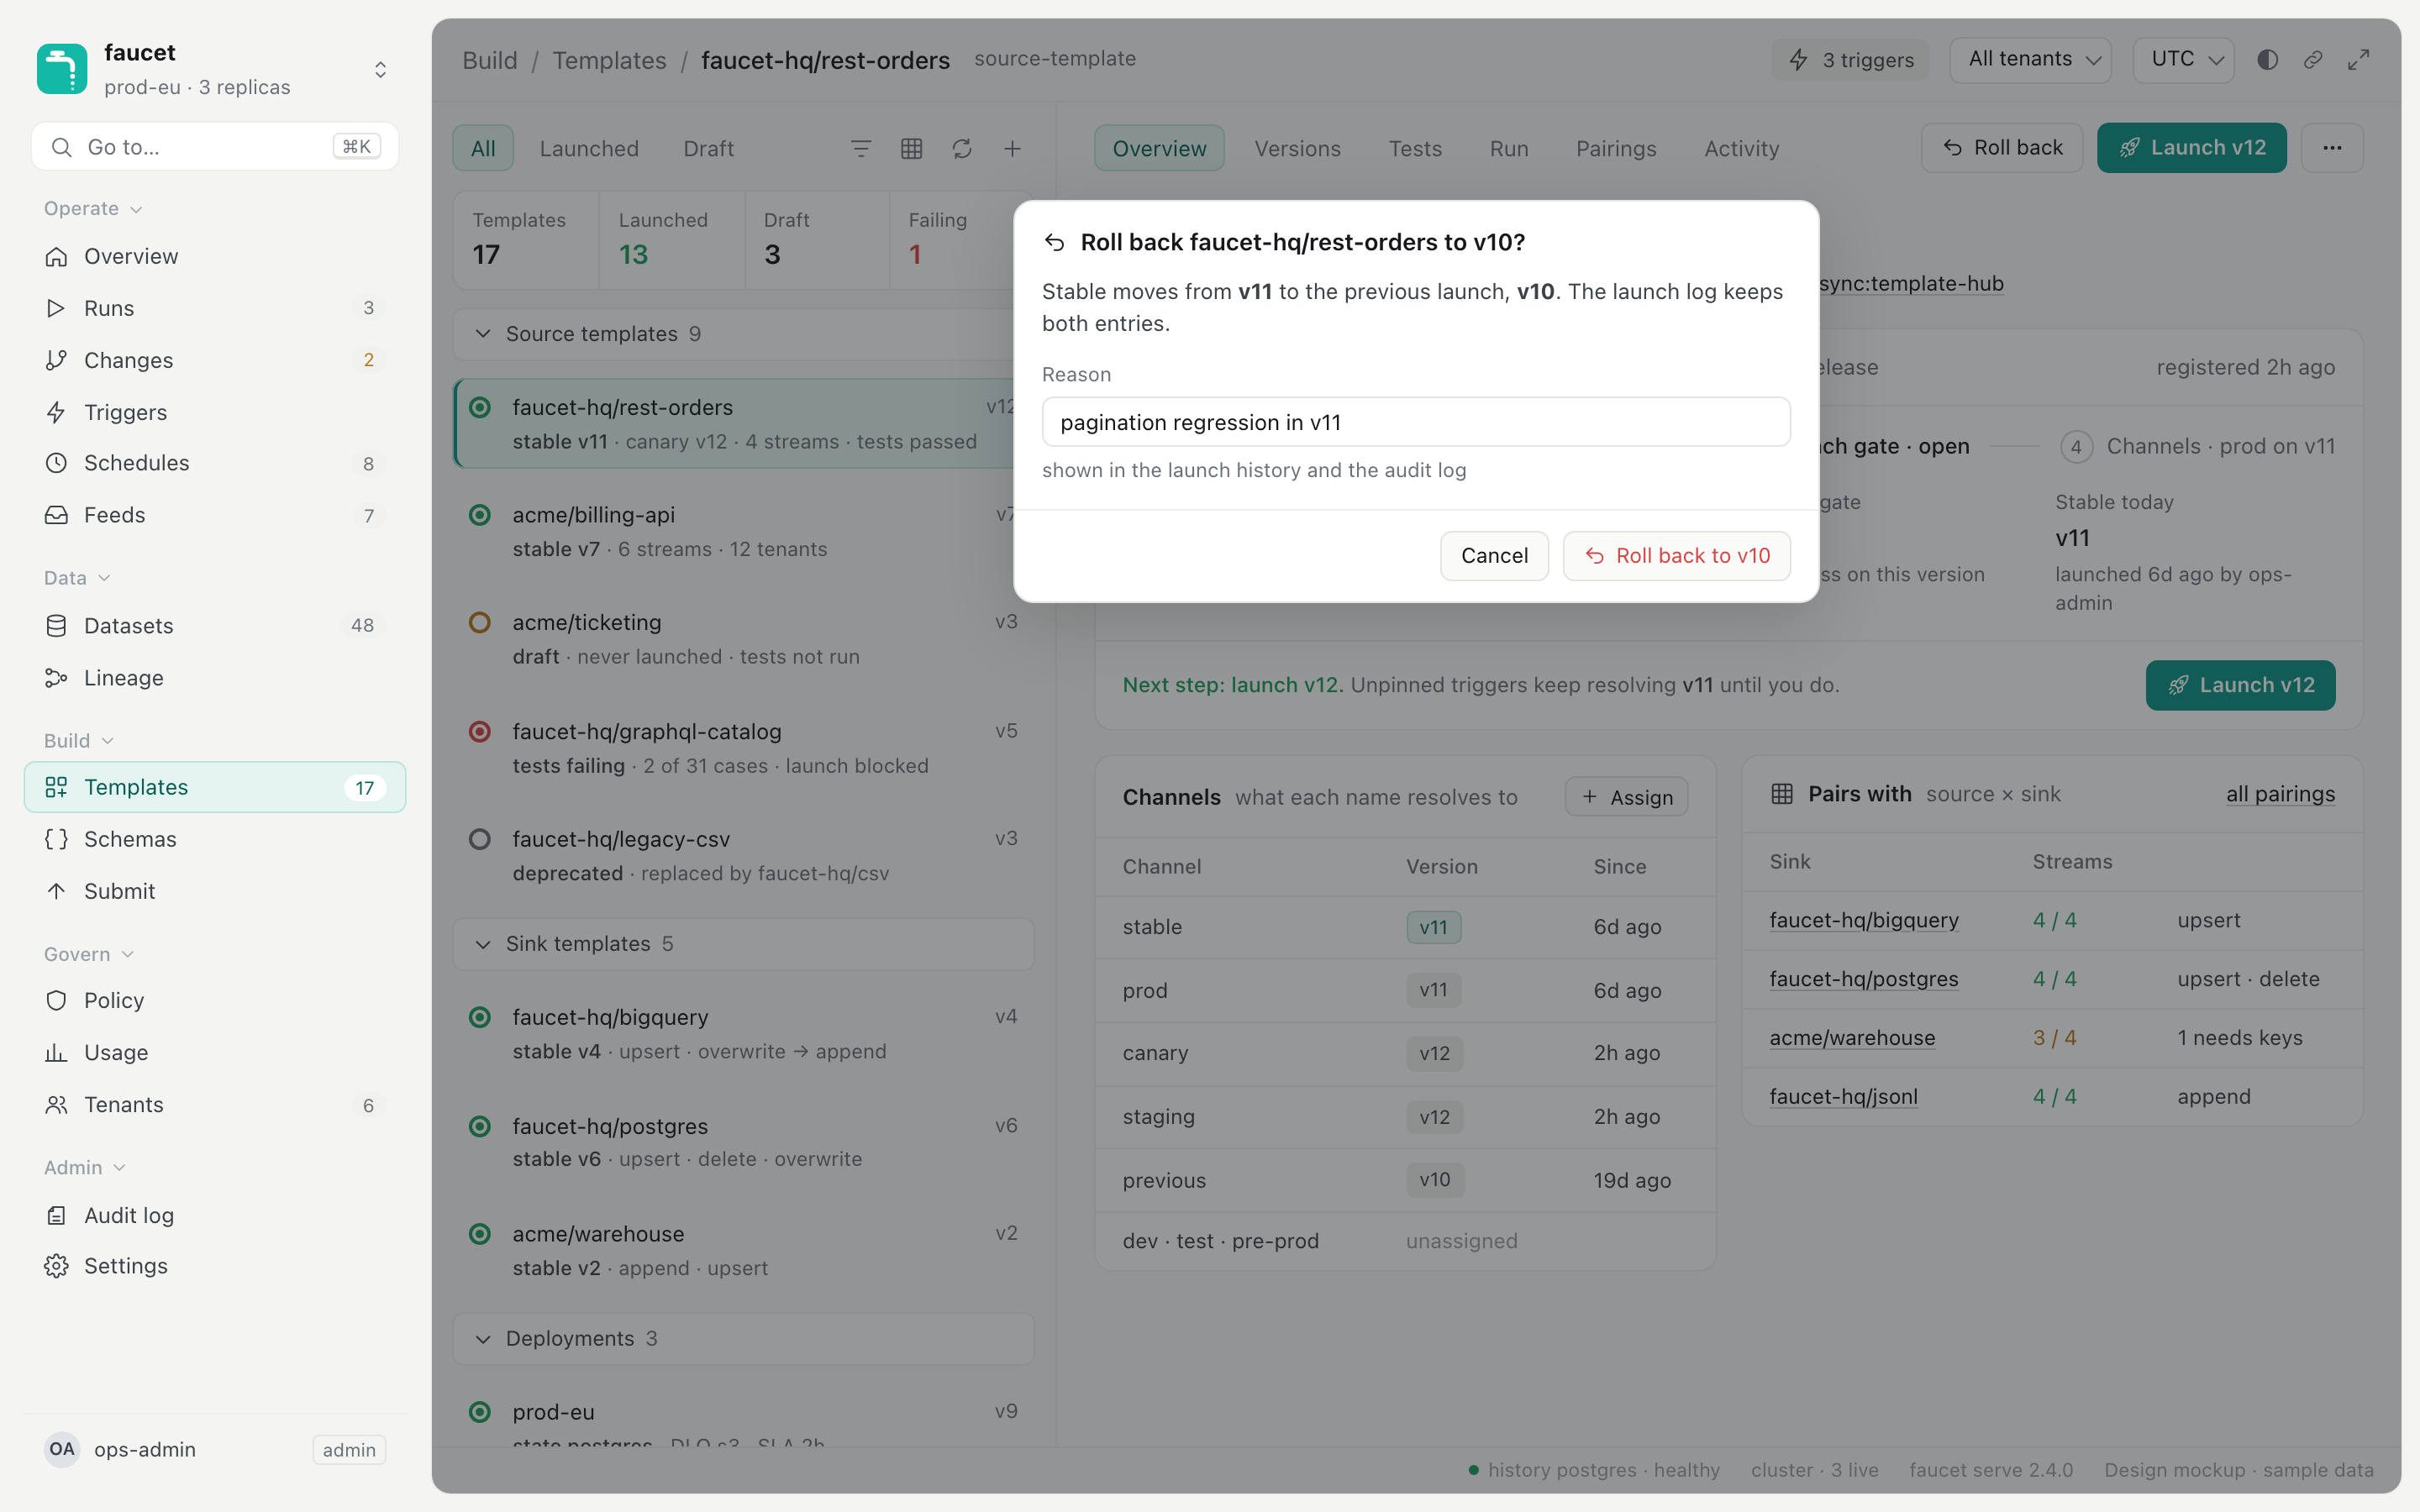 faucet
prod-eu · 3 replicas
Go to...
⌘K
Operate
Overview
Runs 3
Changes 2
Triggers
Schedules 8
Feeds 7
Data
Datasets 48
Lineage
Build
Templates 17
Schemas
Submit
Govern
Policy
Usage
Tenants 6
Admin
Audit log
Settings
OA ops-admin admin
Build / Templates / faucet-hq/rest-orders source-template
3 triggers
All tenants
UTC
All Launched Draft
Templates Launched Draft Failing
17 13 3 1
Source templates 9
faucet-hq/rest-orders v12
stable v11 · canary v12 · 4 streams · tests passed
acme/billing-api v7
stable v7 · 6 streams · 12 tenants
acme/ticketing v3
draft · never launched · tests not run
faucet-hq/graphql-catalog v5
tests failing · 2 of 31 cases · launch blocked
faucet-hq/legacy-csv v3
deprecated · replaced by faucet-hq/csv
Sink templates 5
faucet-hq/bigquery v4
stable v4 · upsert · overwrite → append
faucet-hq/postgres v6
stable v6 · upsert · delete · overwrite
acme/warehouse v2
stable v2 · append · upsert
Deployments 3
prod-eu v9
Overview Versions Tests Run Pairings Activity
Roll back
Launch v12
Roll back faucet-hq/rest-orders to v10?
Stable moves from v11 to the previous launch, v10. The launch log keeps
both entries.
Reason
pagination regression in v11
shown in the launch history and the audit log
Cancel
Roll back to v10
sync:template-hub
registered 2h ago
gate · open
4 Channels · prod on v11
gate
Stable today
v11
on this version
launched 6d ago by ops-
admin
Next step: launch v12. Unpinned triggers keep resolving v11 until you do.
Launch v12
Channels what each name resolves to
Assign
Channel Version Since
stable v11 6d ago
prod v11 6d ago
canary v12 2h ago
staging v12 2h ago
previous v10 19d ago
dev · test · pre-prod unassigned
Pairs with source × sink all pairings
Sink Streams
faucet-hq/bigquery 4 / 4 upsert
faucet-hq/postgres 4 / 4 upsert · delete
acme/warehouse 3 / 4 1 needs keys
faucet-hq/jsonl 4 / 4 append
history postgres · healthy
cluster · 3 live
faucet serve 2.4.0
Design mockup · sample data